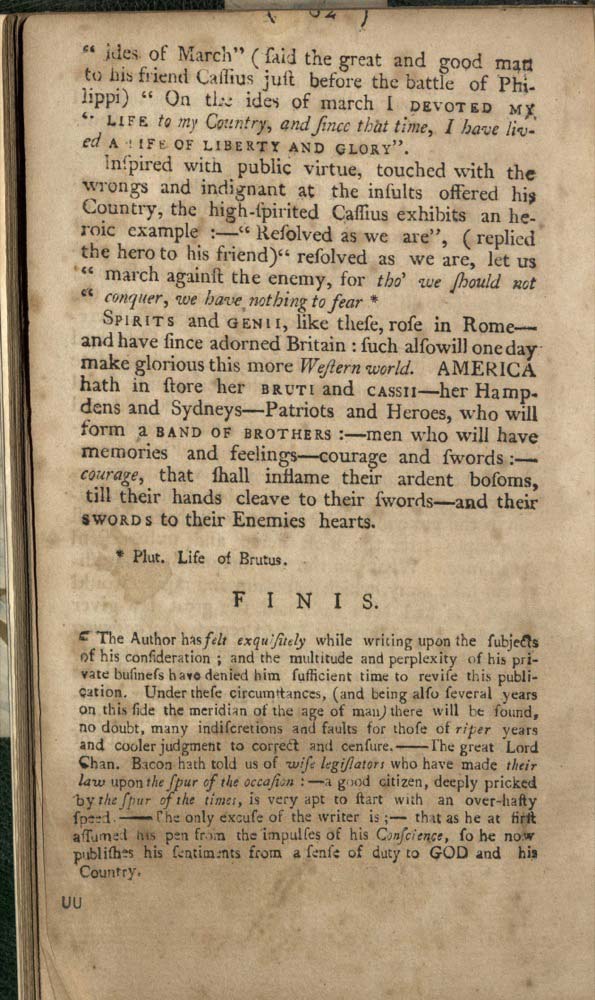 ( 82 )
“ ides of March” ( ſaid the great and good man
to his friend Caſſius juſt before the battle of Phi-
lippi) “ On the ides of march I DEVOTED MY
“ LIFE to my Country, and ſince that time, I have liv-
ed A LIFE OF LIBERTY AND GLORY”.
Inſpired with public virtue, touched with the
wrongs and indignant at the inſults offered his
Country, the high-ſpirited Caſſius exhibits an he-
roic example :—“ Reſolved as we are”, ( replied
the hero to his friend)“ reſolved as we are, let us
“ march againſt the enemy, for tho’ we ſhould not
“ conquer, we have nothing to fear *
SPIRITS and GENII, like theſe, roſe in Rome—
and have ſince adorned Britain : ſuch alſowill one day
make glorious this more Weſtern world. AMERICA
hath in ſtore her BRUTI and CASSII—her Hamp-
dens and Sydneys—Patriots and Heroes, who will
form a BAND OF BROTHERS :—men who will have
memories and feelings—courage and ſwords :—
courage, that ſhall inflame their ardent boſoms,
till their hands cleave to their ſwords—and their
SWORDS to their Enemies hearts.
* Plut. Life of Brutus.
F I N I S.
The Author has felt exquiſitely while writing upon the ſubjects
of his conſideration ; and the multitude and perplexity of his pri-
vate buſineſs have denied him ſufficient time to reviſe this publi-
cation. Under theſe circumſtances, (and being alſo ſeveral years
on this ſide the meridian of the age of man) there will be found,
no doubt, many indiſcretions and faults for thoſe of riper years
and cooler judgment to correct and cenſure.——The great Lord
Chan. Bacon hath told us of wiſe legiſlators who have made their
law upon the ſpur of the occaſion : —a good citizen, deeply pricked
by the ſpur of the times, is very apt to ſtart with an over-haſty
ſpeed.——The only excuſe of the writer is ;— that as he at firſt
aſſumed his pen from the impulſes of his Conſcience, ſo he now
publiſhes his ſentiments from a ſenſe of duty to GOD and his
Country.
UU